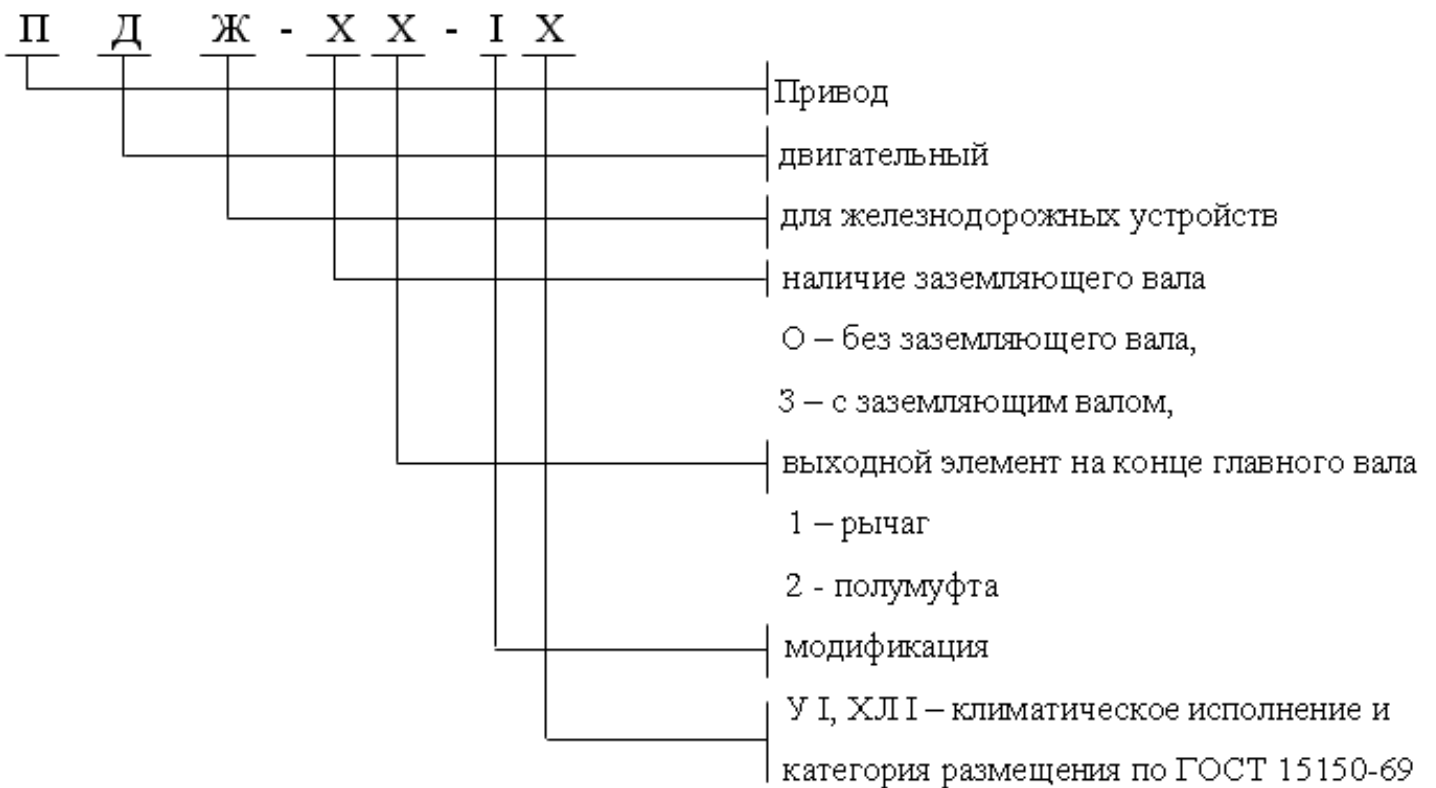 П Д Ж - Х Х - I Х
Привод
двигательный
для железнодорожных устройств
наличие заземляющего вала
О – без заземляющего вала,
З – с заземляющим валом,
выходной элемент на конце главного вала
1 – рычаг
2 - полумуфта
модификация
У I, ХЛ I – климатическое исполнение и
категория размещения по ГОСТ 15150-69